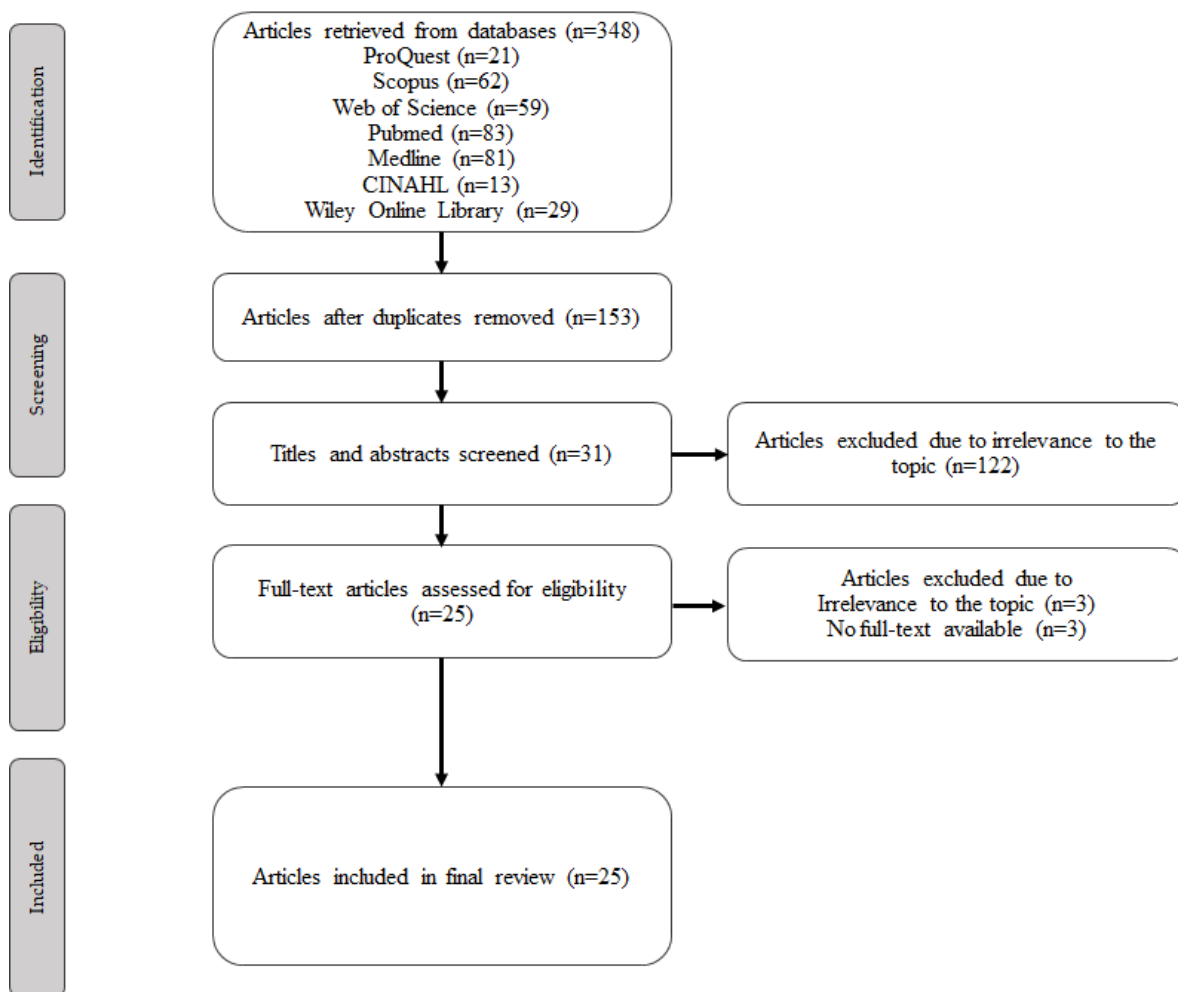 Identification
Articles retrieved from databases (n=348)
ProQuest (n=21)
Scopus (n=62)
Web of Science (n=59)
Pubmed (n=83)
Medline (n=81)
CINAHL (n=13)
Wiley Online Library (n=29)
Screening
Articles after duplicates removed (n=153)
Titles and abstracts screened (n=31)
Articles excluded due to irrelevance to the
topic (n=122)
Eligibility
Full-text articles assessed for eligibility
(n=25)
Articles excluded due to
Irrelevance to the topic (n=3)
No full-text available (n=3)
Included
Articles included in final review (n=25)